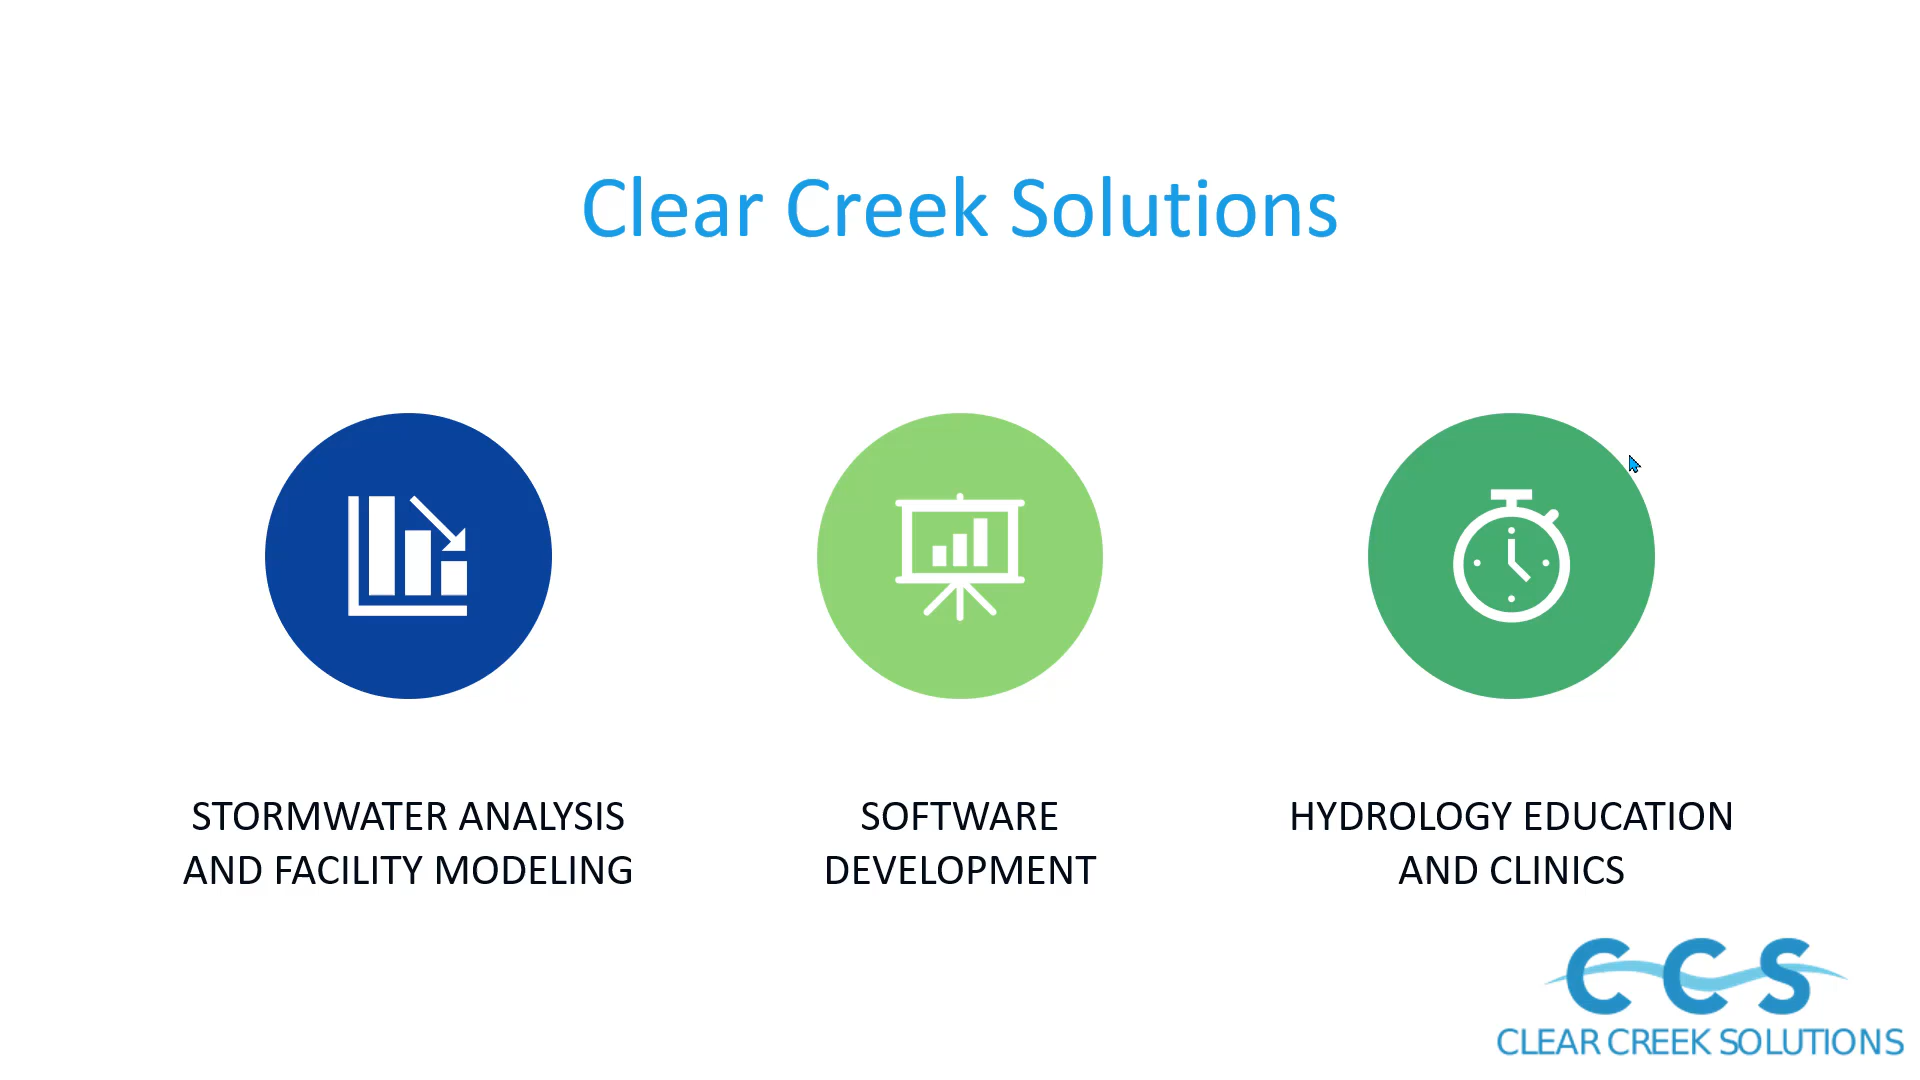 Clear Creek Solutions
STORMWATER ANALYSIS
AND FACILITY MODELING
SOFTWARE
DEVELOPMENT
HYDROLOGY EDUCATION
AND CLINICS
CCS
CLEAR CREEK SOLUTIONS